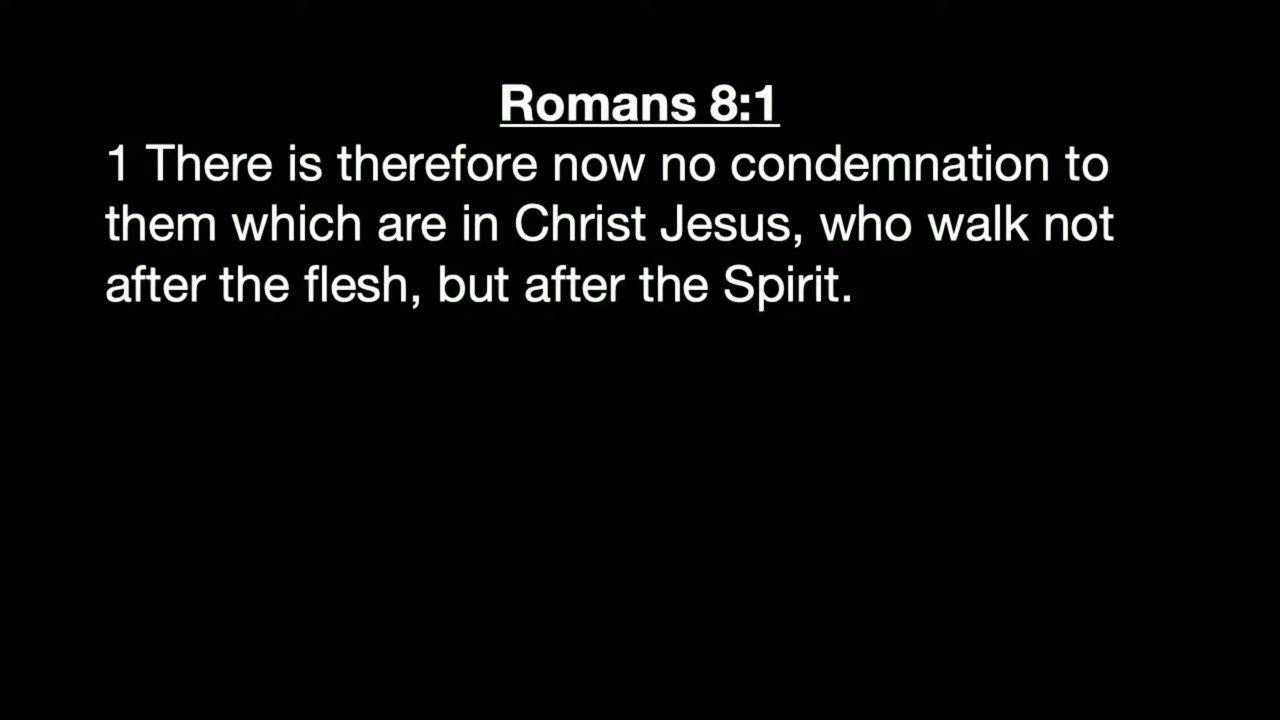 Romans 8:1
1 There is therefore now no condemnation to
them which are in Christ Jesus, who walk not
after the flesh, but after the Spirit.